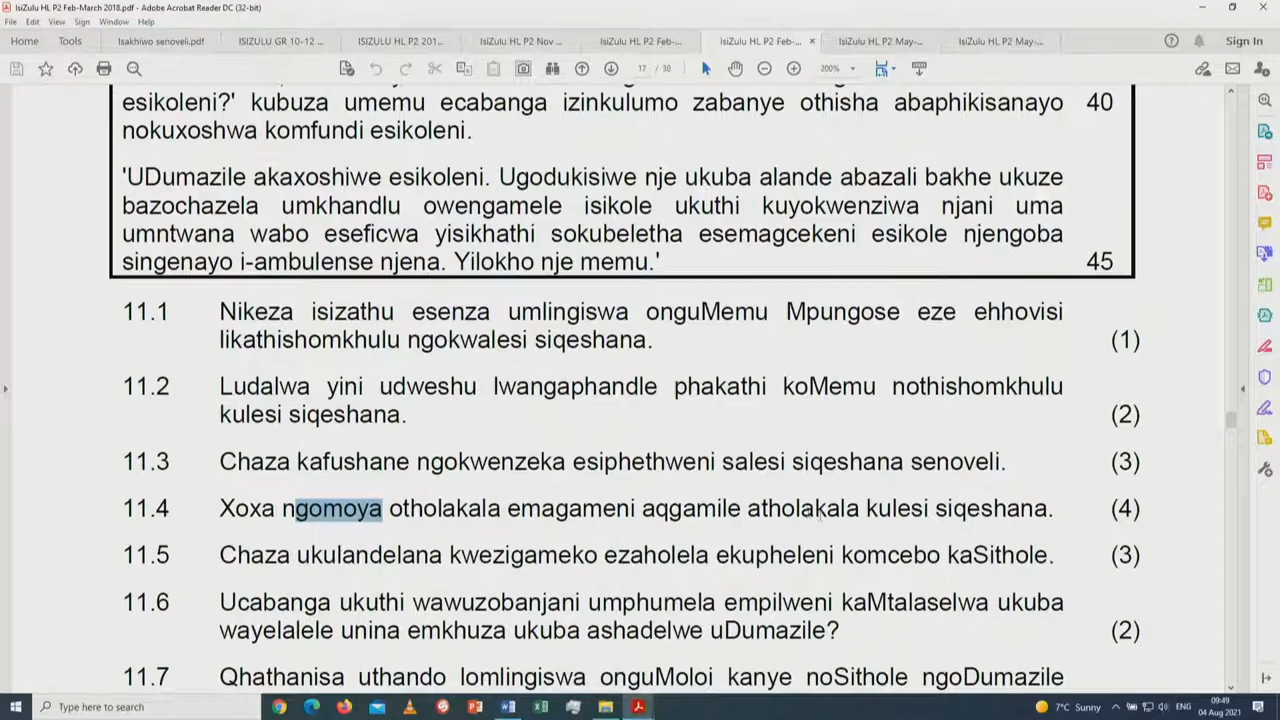 IsiZulu HL P2 Feb-March 2018.pdf - Adobe Acrobat Reader DC (32-bit)
File Edit View Sign Window Help
Home Tools Isakhiwo senoveli.pdf ISIZULU GR 10-12 ... ISIZULU HL P2 201... IsiZulu HL P2 Nov ... IsiZulu HL P2 Feb-... IsiZulu HL P2 Feb-... × IsiZulu HL P2 May-... IsiZulu HL P2 May-... Sign In
17 / 30 200%
esikoleni?' kubuza umemu ecabanga izinkulumo zabanye othisha abaphikisanayo 40
nokuxoshwa komfundi esikoleni.
'UDumazile akaxoshiwe esikoleni. Ugodukisiwe nje ukuba alande abazali bakhe ukuze
bazochazela umkhandlu owengamele isikole ukuthi kuyokwenziwa njani uma
umntwana wabo eseficwa yisikhathi sokubeletha esemagcekeni esikole njengoba
singenayo i-ambulense njena. Yilokho nje memu.' 45
11.1 Nikeza isizathu esenza umlingiswa onguMemu Mpungose eze ehhovisi
likathishomkhulu ngokwalesi siqeshana. (1)
11.2 Ludalwa yini udweshu lwangaphandle phakathi koMemu nothishomkhulu
kulesi siqeshana. (2)
11.3 Chaza kafushane ngokwenzeka esiphethweni salesi siqeshana senoveli. (3)
11.4 Xoxa ngomoya otholakala emagameni aqgamile atholakala kulesi siqeshana. (4)
11.5 Chaza ukulandelana kwezigameko ezaholela ekupheleni komcebo kaSithole. (3)
11.6 Ucabanga ukuthi wawuzobanjani umphumela empilweni kaMtalaselwa ukuba
wayelalele unina emkhuza ukuba ashadelwe uDumazile? (2)
11.7 Qhathanisa uthando lomlingiswa onguMoloi kanye noSithole ngoDumazile
Type here to search
7°C Sunny
09:49
04 Aug 2021